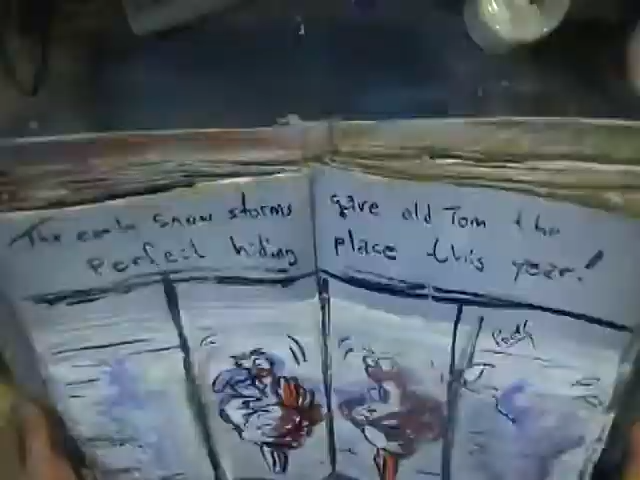 The early snow storms gave old Tom the
perfect hiding place this year!